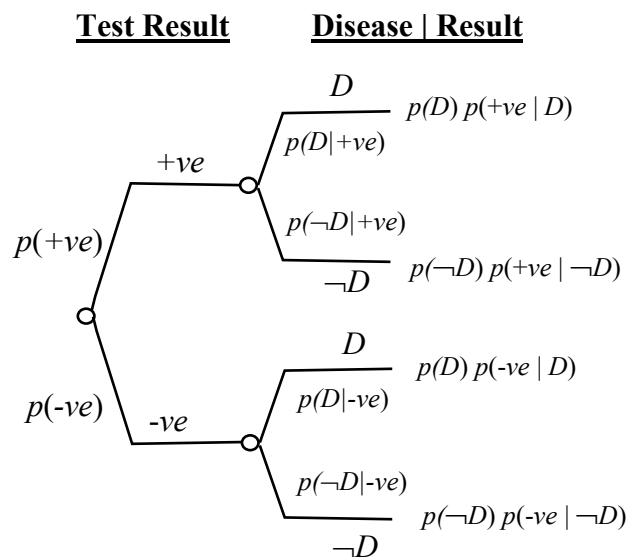 Test Result Disease | Result
D
p(D) p(+ve | D)
p(D|+ve)
+ve
p(¬D|+ve)
p(+ve)
p(¬D) p(+ve | ¬D)
¬D
D
p(D) p(-ve | D)
p(D|-ve)
p(-ve)
-ve
p(¬D|-ve)
p(¬D) p(-ve | ¬D)
¬D